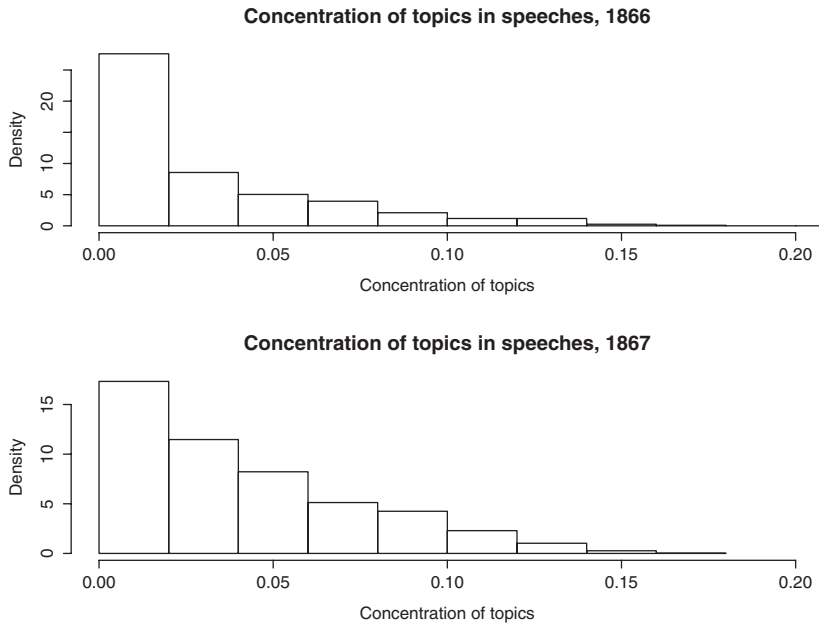 Concentration of topics in speeches, 1866
Density
20
10
5
0
0.00 0.05 0.10 0.15 0.20
Concentration of topics
Concentration of topics in speeches, 1867
Density
15
10
5
0
0.00 0.05 0.10 0.15 0.20
Concentration of topics